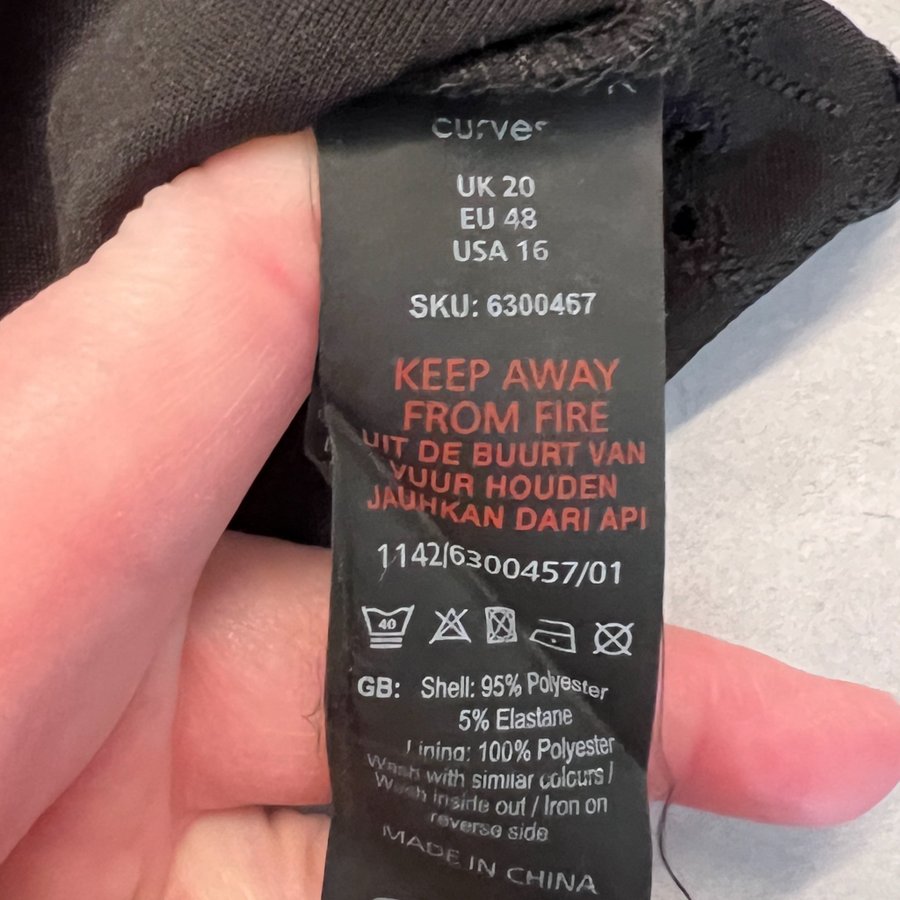 curves
UK 20
EU 48
USA 16
SKU: 6300467
KEEP AWAY
FROM FIRE
UIT DE BUURT VAN
VUUR HOUDEN
JAUHKAN DARI API
1142/6300457/01
40
GB: Shell: 95% Polyester
5% Elastane
Lining: 100% Polyester
Wash with similar colours /
Wash inside out / Iron on
reverse side
MADE IN CHINA